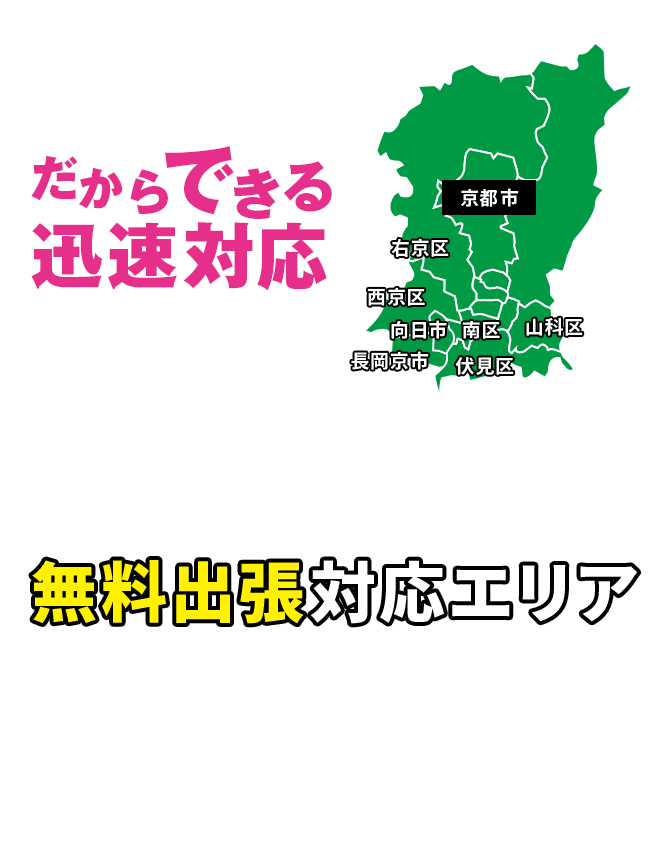 だからできる
迅速対応
京都市
右京区
西京区
向日市
南区
山科区
長岡京市
伏見区
無料出張対応エリア